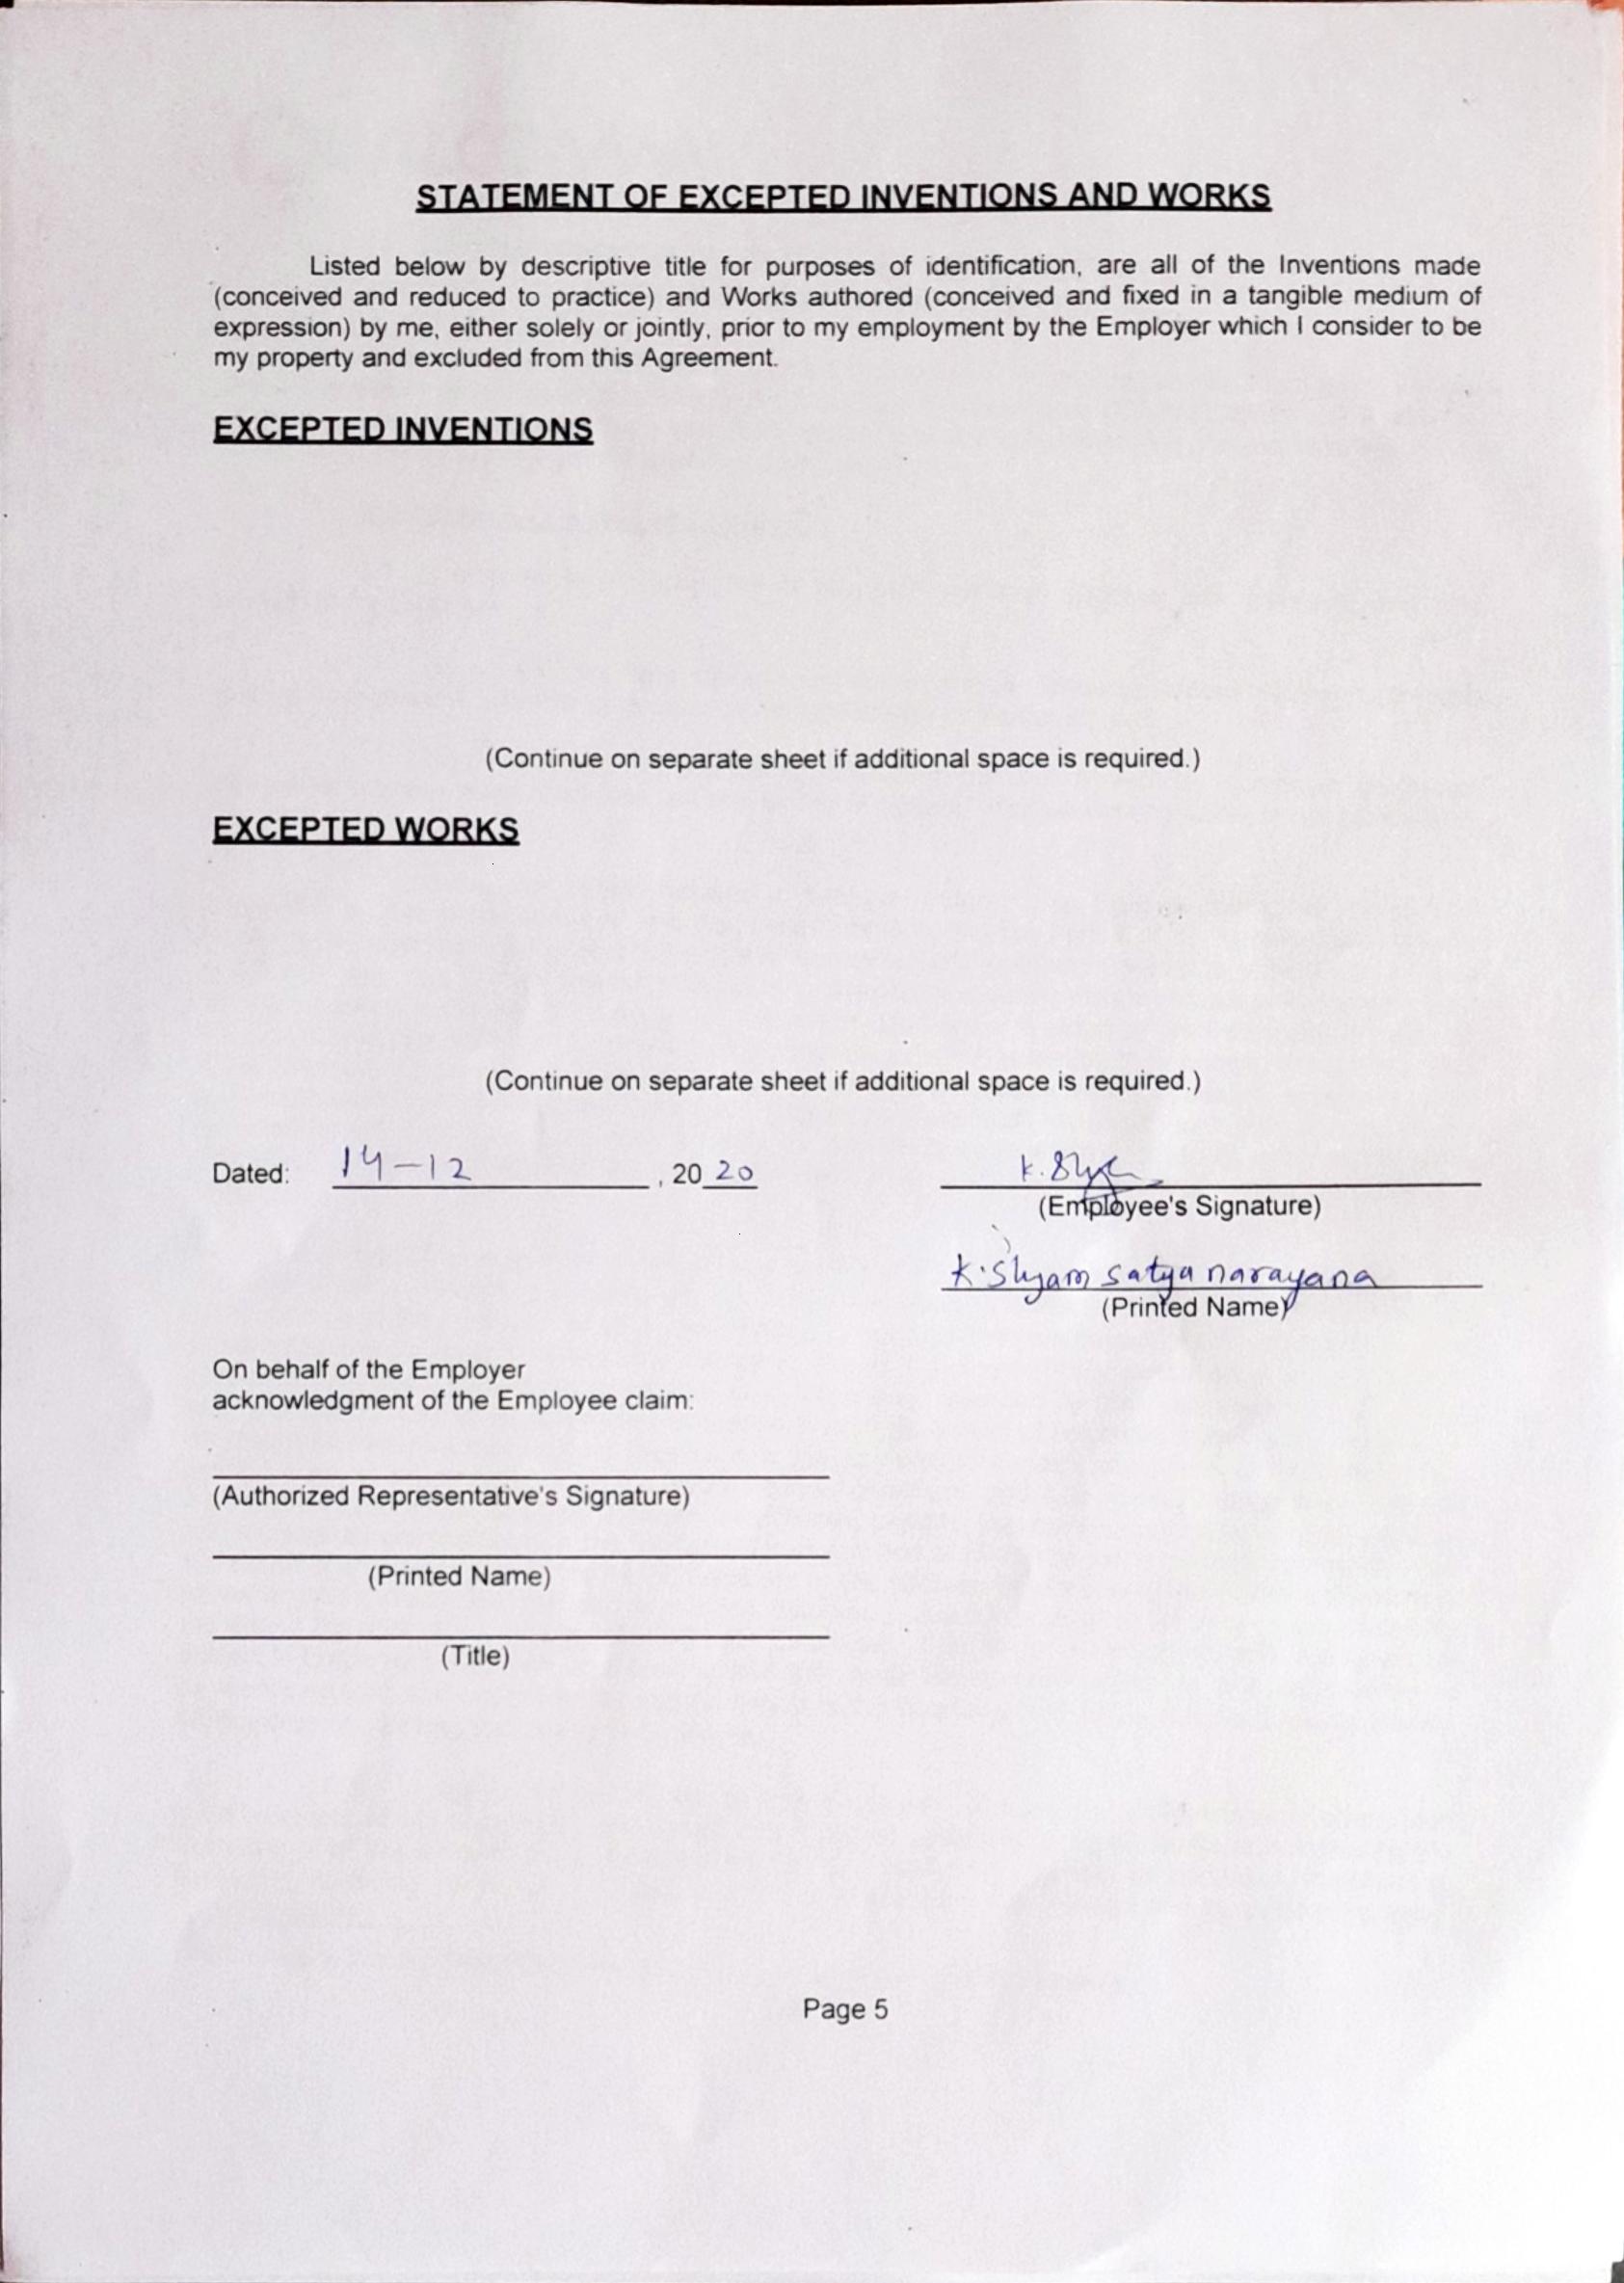 STATEMENT OF EXCEPTED INVENTIONS AND WORKS
Listed below by descriptive title for purposes of identification, are all of the Inventions made
(conceived and reduced to practice) and Works authored (conceived and fixed in a tangible medium of
expression) by me, either solely or jointly, prior to my employment by the Employer which I consider to be
my property and excluded from this Agreement.
EXCEPTED INVENTIONS
(Continue on separate sheet if additional space is required.)
EXCEPTED WORKS
(Continue on separate sheet if additional space is required.)
Dated: 14-12, 20 20
K.
(Employee's Signature)
K. Shyam satya narayana
(Printed Name)
On behalf of the Employer
acknowledgment of the Employee claim:
(Authorized Representative's Signature)
(Printed Name)
(Title)
Page 5